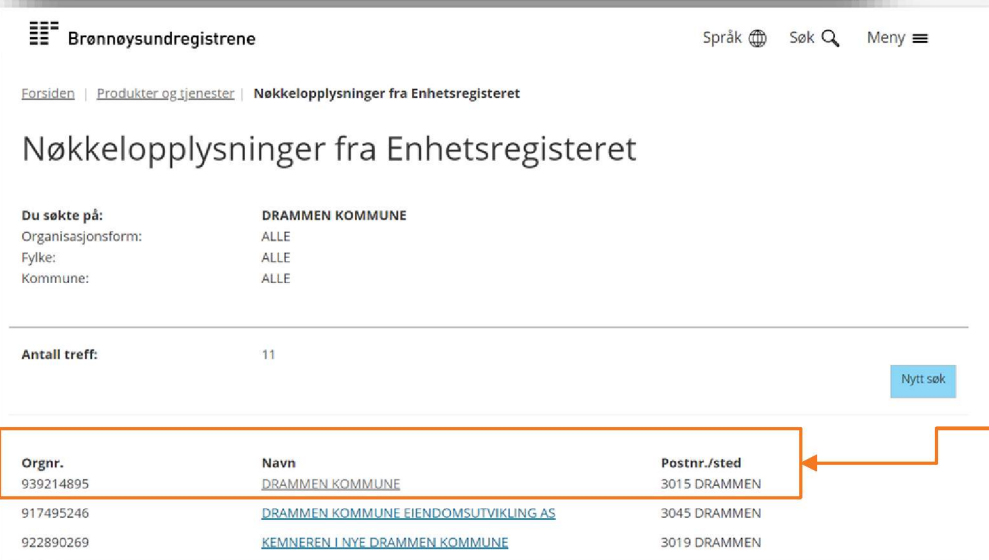 Brønnøysundregistrene
Språk Søk Meny
Forsiden | Produkter og tjenester | Nøkkelopplysninger fra Enhetsregisteret
Nøkkelopplysninger fra Enhetsregisteret
Du søkte på: DRAMMEN KOMMUNE
Organisasjonsform: ALLE
Fylke: ALLE
Kommune: ALLE
Antall treff: 11
Nytt søk
Orgnr. Navn Postnr./sted
939214895 DRAMMEN KOMMUNE 3015 DRAMMEN
917495246 DRAMMEN KOMMUNE EIENDOMSUTVIKLING AS 3045 DRAMMEN
922890269 KEMNEREN I NYE DRAMMEN KOMMUNE 3019 DRAMMEN